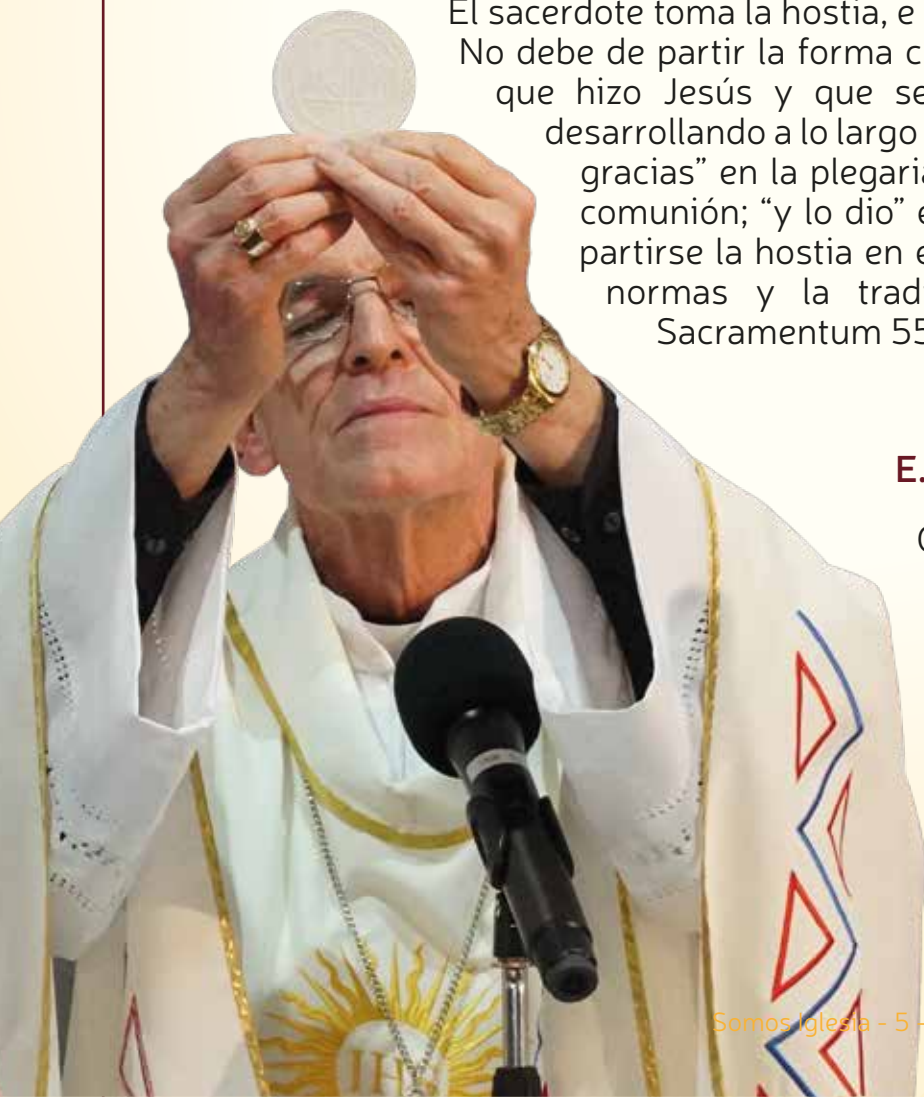 El sacerdote toma la hostia, e
No debe de partir la forma
que hizo Jesús y que se
desarrollando a lo largo
gracias” en la plegaria
comunión; “y lo dio” e
partirse la hostia en e
normas y la trad
Sacramentum 55
E.
IHS
Somos Iglesia - 5 -